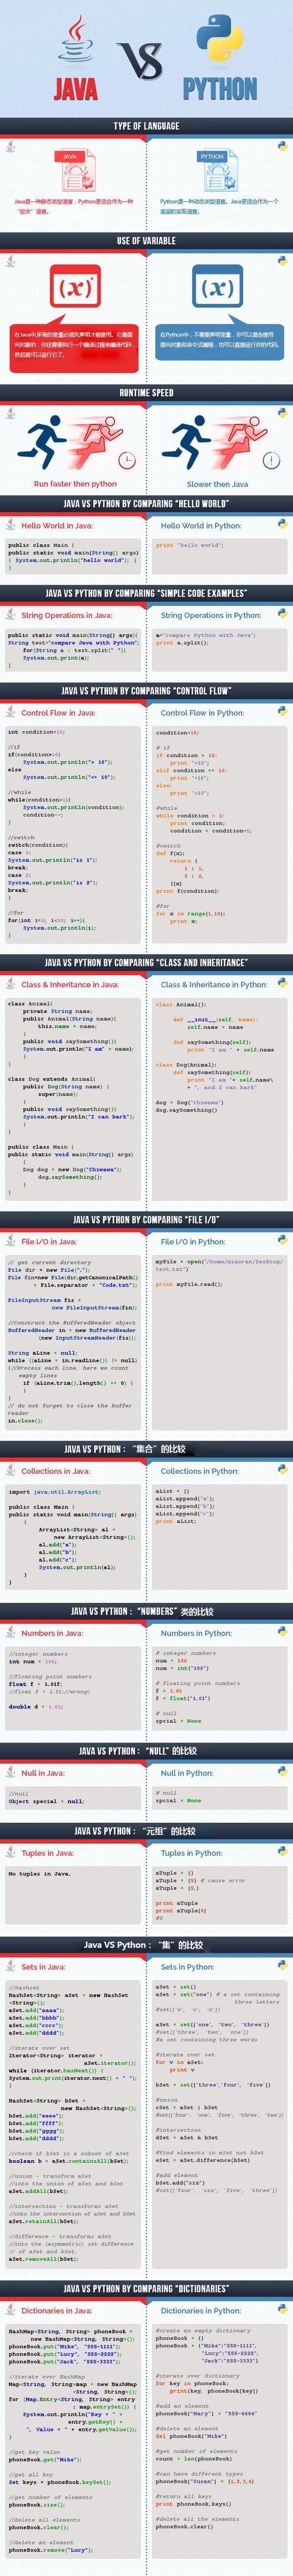 JAVA
VS
PYTHON
TYPE OF LANGUAGE
JAVA
PYTHON
Java是一种静态类型语言，Python更适合作为一种
"胶水"语言。
Python是一种动态类型语言。Java更适合作为一个
底层的实现语言。
USE OF VARIABLE
(x)
(x)
在Java中,所有的变量必须先声明才能使用。它是面
在Python中，不需要声明变量，你可以混合使用
面向对象和命令式编程，也可以直接运行你的代码。
RUNTIME SPEED
Run faster then python
Slower then Java
JAVA VS PYTHON BY COMPARING "HELLO WORLD"
Hello World in Java:
public class Main {
public static void main(String[] args)
{ System.out.println("hello world"); }
}
Hello World in Python:
print "hello world";
JAVA VS PYTHON BY COMPARING "SIMPLE CODE EXAMPLES"
String Operations in Java:
public static void main(String[] args){
String test="compare Java with Python";
for(String a : test.split(" "))
System.out.print(a);
}
String Operations in Python:
a="compare Python with Java";
print a.split();
JAVA VS PYTHON BY COMPARING "CONTROL FLOW"
Control Flow in Java:
int condition=10;
//if
if(condition>10)
System.out.println("> 10");
else
System.out.println("<= 10");
//while
while(condition>1){
System.out.println(condition);
condition--;
}
//switch
switch(condition){
case 1:
System.out.println("is 1");
break;
case 2:
System.out.println("is 2");
break;
}
//for
for(int i=0; i<10; i++){
System.out.println(i);
}
Control Flow in Python:
condition=10;
# if
if condition > 10:
print ">10";
elif condition == 10:
print "=10";
else:
print "<10";
#while
while condition > 1:
print condition;
condition = condition-1;
#switch
def f(x):
return {
1 : 1,
2 : 2,
}[x]
print f(condition);
#for
for x in range(1,10):
print x;
JAVA VS PYTHON BY COMPARING "CLASS AND INHERITANCE"
Class & Inheritance in Java:
class Animal{
private String name;
public Animal(String name){
this.name = name;
}
public void saySomething(){
System.out.println("I am" + name);
}
}
class Dog extends Animal{
public Dog(String name) {
super(name);
}
public void saySomething(){
System.out.println("I can bark");
}
}
public class Main {
public static void main(String[] args)
{
Dog dog = new Dog("Chiwawa");
dog.saySomething();
}
}
Class & Inheritance in Python:
class Animal():
def __init__(self, name):
self.name = name
def saySomething(self):
print "I am " + self.name
class Dog(Animal):
def saySomething(self):
print "I am "+ self.name\
+ ", and I can bark"
dog = Dog("Chiwawa")
dog.saySomething()
JAVA VS PYTHON BY COMPARING "FILE I/O"
File I/O in Java:
// get current directory
File dir = new File(".");
File fin=new File(dir.getCanonicalPath()
+ File.separator + "Code.txt");
FileInputStream fis =
new FileInputStream(fin);
//Construct the BufferedReader object
BufferedReader in = new BufferedReader
(new InputStreamReader(fis));
String aLine = null;
while ((aLine = in.readLine()) != null)
{//Process each line, here we count
empty lines
if (aLine.trim().length() == 0) {
}
}
// do not forget to close the buffer
reader
in.close();
File I/O in Python:
myFile = open("/home/xiaoran/Desktop/
test.txt")
print myFile.read();
JAVA VS PYTHON："集合" 的比较
Collections in Java:
import java.util.ArrayList;
public class Main {
public static void main(String[] args)
{
ArrayList<String> al =
new ArrayList<String>();
al.add("a");
al.add("b");
al.add("c");
System.out.println(al);
}
}
Collections in Python:
aList = []
aList.append("a");
aList.append("b");
aList.append("c");
print aList;
JAVA VS PYTHON："NUMBERS" 类的比较
Numbers in Java:
//integer numbers
int num = 100;
//floating point numbers
float f = 1.01f;
//float f = 1.01;//wrong!
double d = 1.01;
Numbers in Python:
# integer numbers
num = 100
num = int("100")
# floating point numbers
f = 1.01
f = float("1.01")
# null
spcial = None
JAVA VS PYTHON："NULL" 的比较
Null in Java:
//null
Object special = null;
Null in Python:
# null
spcial = None
JAVA VS PYTHON："元组" 的比较
Tuples in Java:
No tuples in Java.
Tuples in Python:
aTuple = ()
aTuple = (5) # cause error
aTuple = (5,)
print aTuple
print aTuple[0]
#5
Java VS Python："集"的比较
Sets in Java:
//hashset
HashSet<String> aSet = new HashSet
<String>();
aSet.add("aaaa");
aSet.add("bbbb");
aSet.add("cccc");
aSet.add("dddd");
//iterate over set
Iterator<String> iterator =
aSet.iterator();
while (iterator.hasNext()) {
System.out.print(iterator.next() + " ");
}
HashSet<String> bSet =
new HashSet<String>();
bSet.add("eeee");
bSet.add("ffff");
bSet.add("gggg");
bSet.add("dddd");
//check if bSet is a subset of aSet
boolean b = aSet.containsAll(bSet);
//union - transform aSet
//into the union of aSet and bSet
aSet.addAll(bSet);
//intersection - transforms aSet
//into the intersection of aSet and bSet
aSet.retainAll(bSet);
//difference - transforms aSet
//into the (asymmetric) set difference
// of aSet and bSet.
aSet.removeAll(bSet);
Sets in Python:
aSet = set()
aSet = set("one") # a set containing
three letters
#set(['e', 'o', 'n'])
aSet = set(['one', 'two', 'three'])
#set(['three', 'two', 'one'])
#a set containing three words
#iterate over set
for v in aSet:
print v
bSet = set(['three','four', 'five'])
#union
cSet = aSet | bSet
#set(['four', 'one', 'five', 'three', 'two'])
#intersection
dSet = aSet & bSet
#find elements in aSet not bSet
eSet = aSet.difference(bSet)
#add element
bSet.add("six")
#set(['four', 'six', 'five', 'three'])
JAVA VS PYTHON BY COMPARING "DICTIONARIES"
Dictionaries in Java:
HashMap<String, String> phoneBook =
new HashMap<String, String>();
phoneBook.put("Mike", "555-1111");
phoneBook.put("Lucy", "555-2222");
phoneBook.put("Jack", "555-3333");
//iterate over HashMap
Map<String, String>map = new HashMap
<String, String>();
for (Map.Entry<String, String> entry
: map.entrySet()) {
System.out.println("Key = " +
entry.getKey() +
", Value = " + entry.getValue());
}
//get key value
phoneBook.get("Mike");
//get all key
Set keys = phoneBook.keySet();
//get number of elements
phoneBook.size();
//delete all elements
phoneBook.clear();
//delete an element
phoneBook.remove("Lucy");
Dictionaries in Python:
#create an empty dictionary
phoneBook = {}
phoneBook = {"Mike":"555-1111",
"Lucy":"555-2222",
"Jack":"555-3333"}
#iterate over dictionary
for key in phoneBook:
print(key, phoneBook[key])
#add an element
phoneBook["Mary"] = "555-6666"
#delete an element
del phoneBook["Mike"]
#get number of elements
count = len(phoneBook)
#can have different types
phoneBook["Susan"] = (1,2,3,4)
#return all keys
print phoneBook.keys()
#delete all the elements
phoneBook.clear()